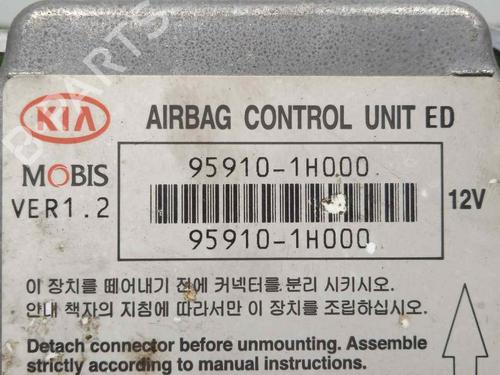 KIA
AIRBAG CONTROL UNIT ED
MOBIS
VER1.2
95910-1H000
12V
95910-1H000
이 장치를 떼어내기 전에 커넥터를 분리 시키시오.
안내 책자의 지침에 따라서만 이 장치를 조립하십시오.
Detach connector before unmounting. Assemble
strictly according to manual instructions.